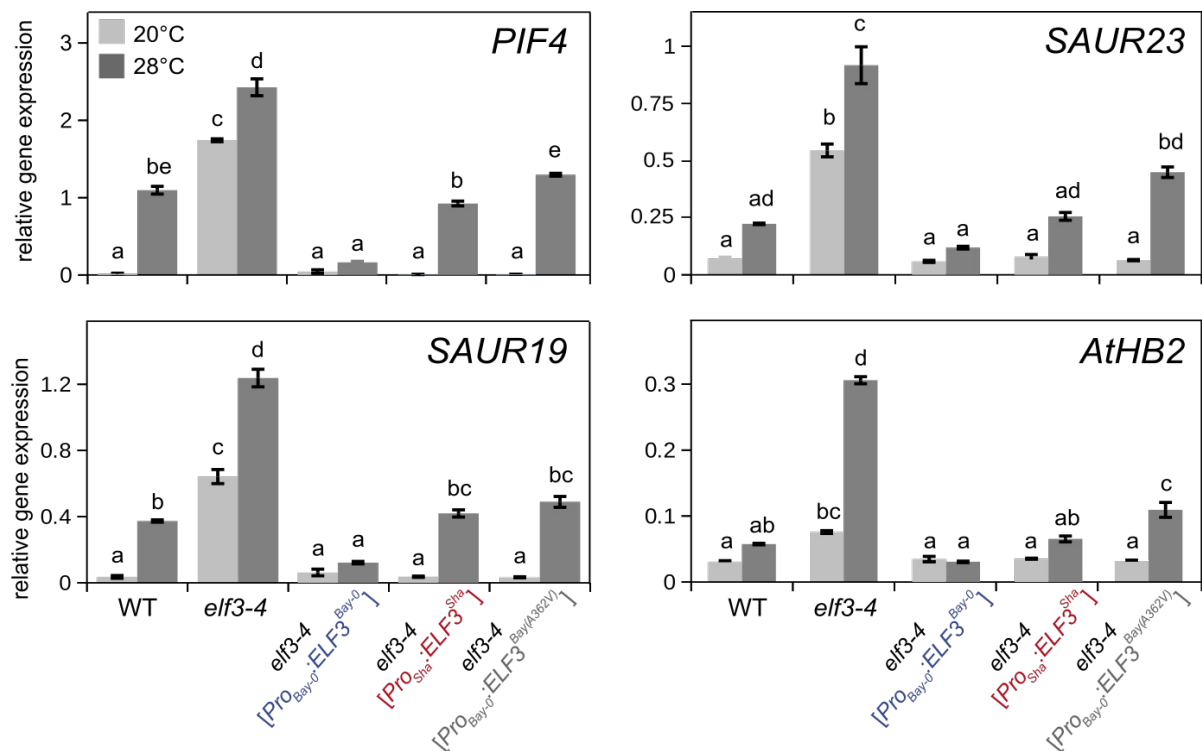 relative gene expression
3
2
1
0
20°C
28°C
PIF4
a
be
c
d
a
a
a
b
a
e
1
0.75
0.5
0.25
0
SAUR23
a
ad
b
c
a
a
a
ad
a
bd
relative gene expression
1.2
0.8
0.4
0
SAUR19
a
b
c
d
a
a
a
bc
a
bc
0.3
0.2
0.1
0
AtHB2
a
ab
bc
d
a
a
a
ab
a
c
WT
elf3-4
elf3-4
[ProBay-0:ELF3Bay-0]
elf3-4
[ProSha:ELF3Sha]
elf3-4
[ProBay-0:ELF3Bay(A362V)]
WT
elf3-4
elf3-4
[ProBay-0:ELF3Bay-0]
elf3-4
[ProSha:ELF3Sha]
elf3-4
[ProBay-0:ELF3Bay(A362V)]